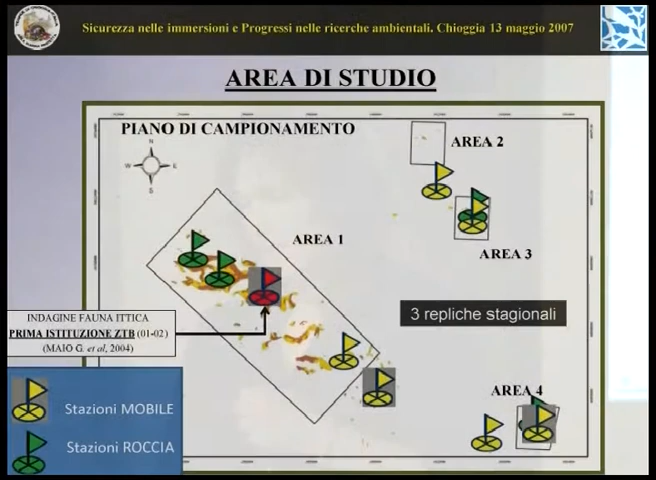 Sicurezza nelle immersioni e Progressi nelle ricerche ambientali. Chioggia 13 maggio 2007
AREA DI STUDIO
PIANO DI CAMPIONAMENTO
N
W
E
S
AREA 2
AREA 1
AREA 3
3 repliche stagionali
INDAGINE FAUNA ITTICA
PRIMA ISTITUZIONE ZTB (01-02)
(MAIO G. et al, 2004)
AREA 4
Stazioni MOBILE
Stazioni ROCCIA